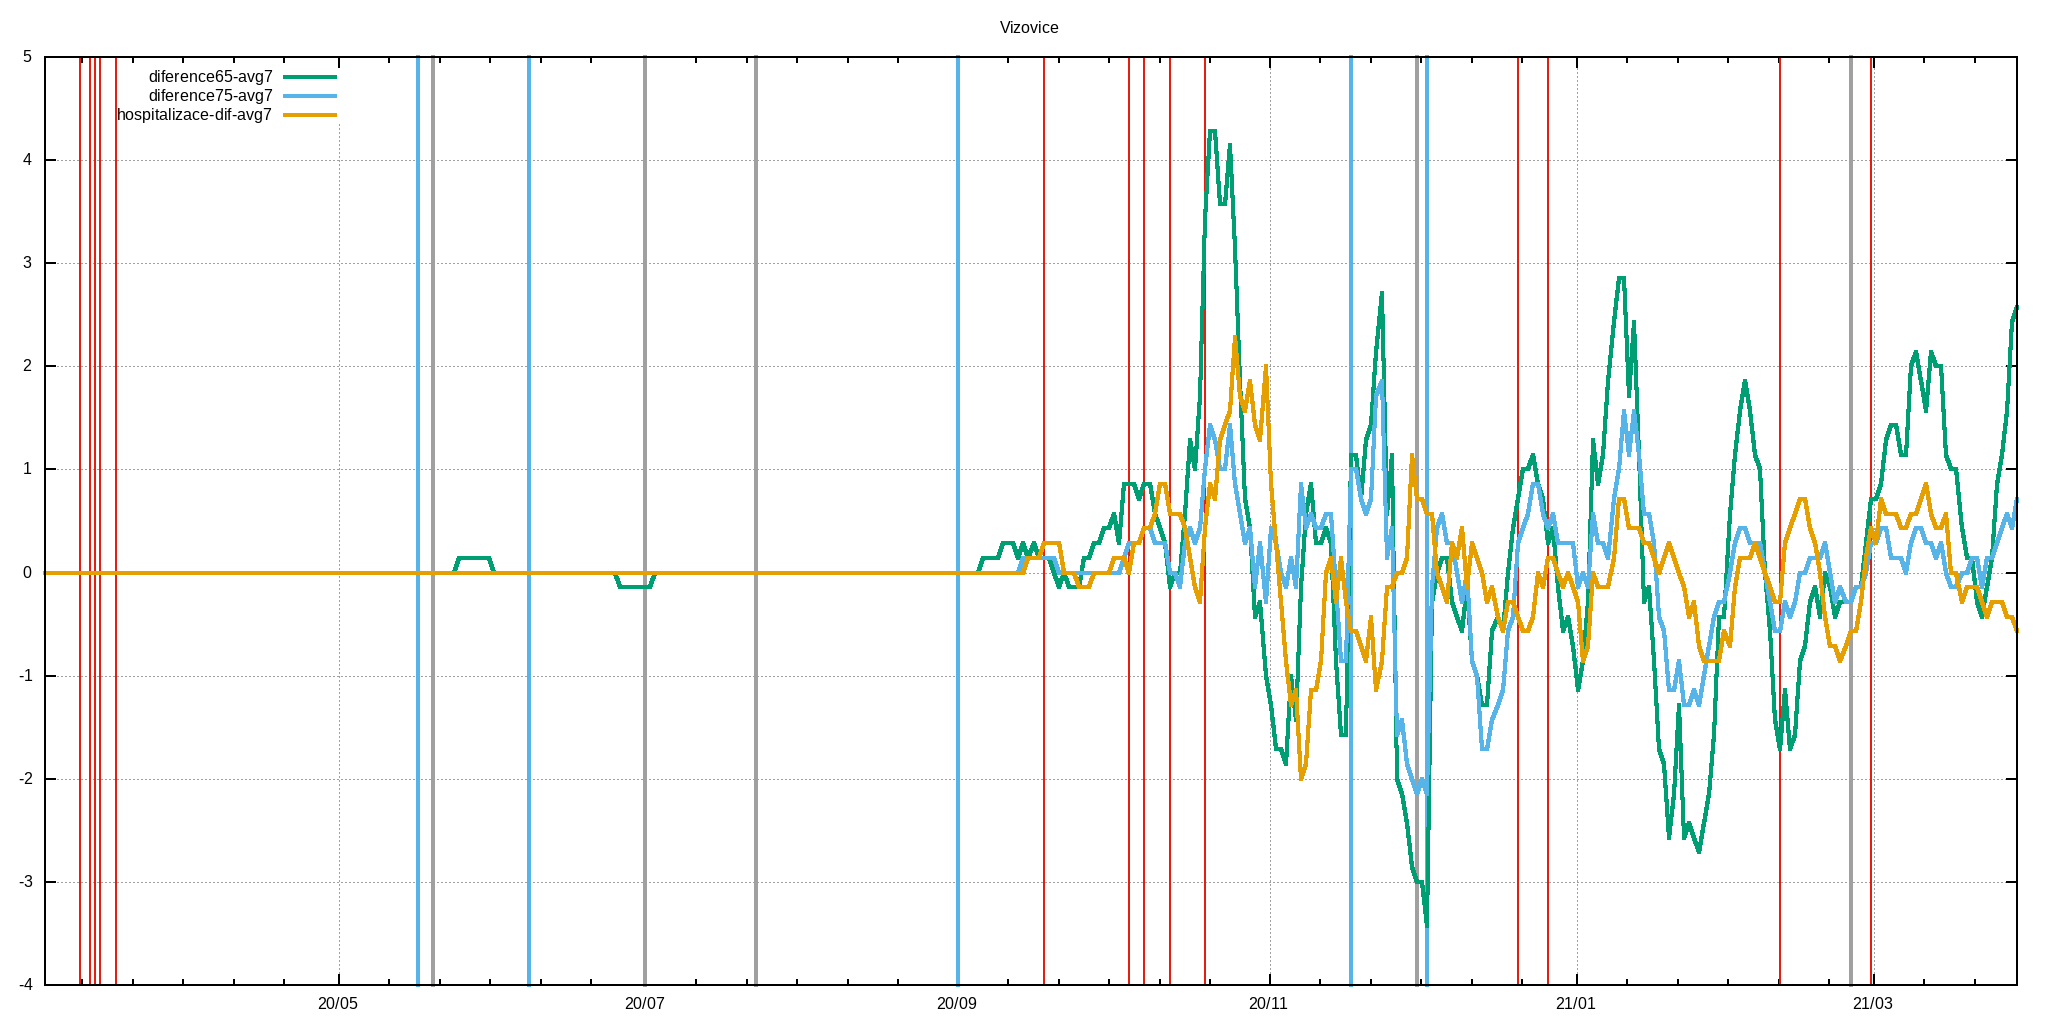 Vizovice
5
diference65-avg7
diference75-avg7
hospitalizace-dif-avg7
4
3
2
1
0
-1
-2
-3
-4
20/05 20/07 20/09 20/11 21/01 21/03